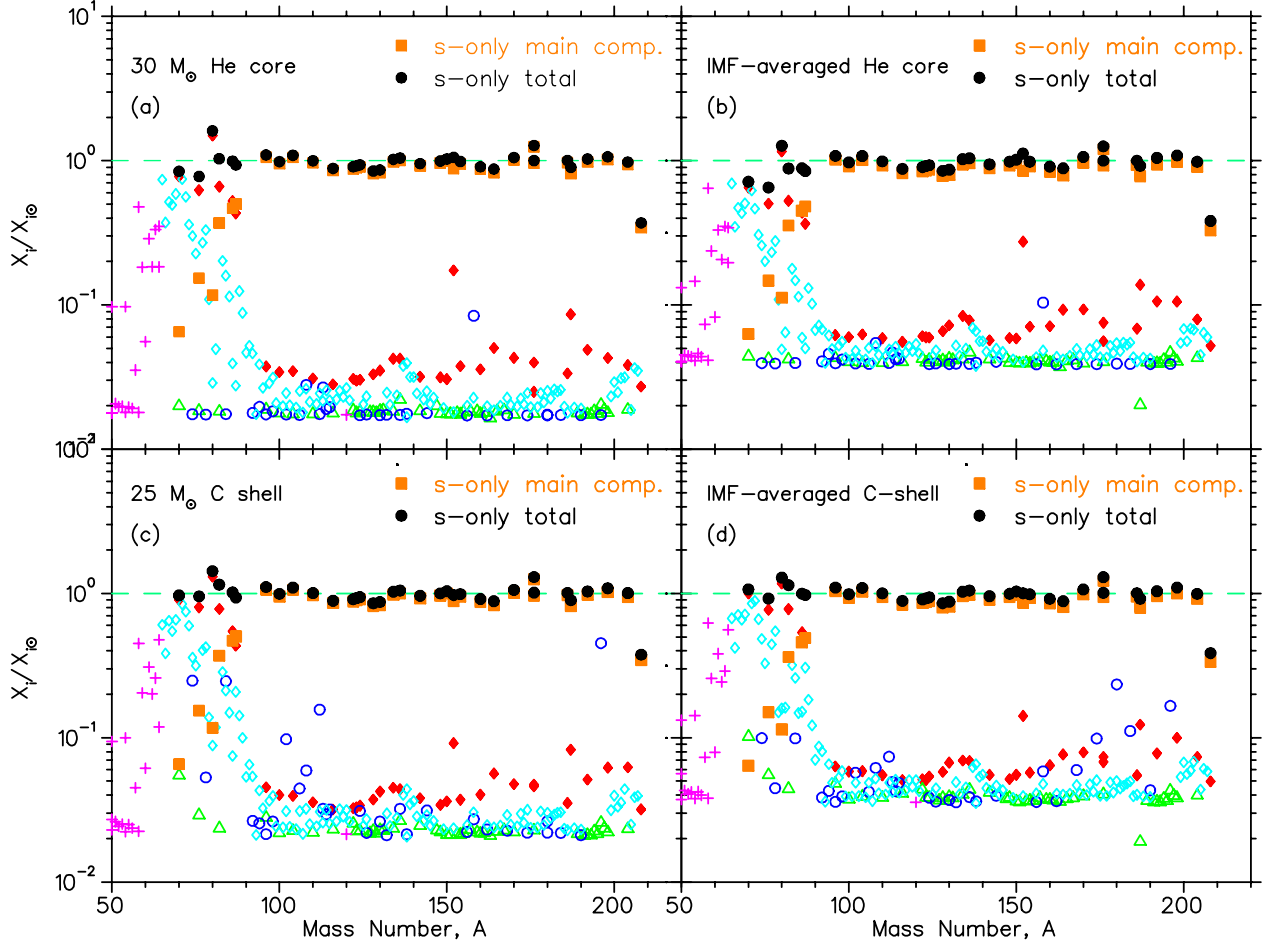 10¹
s−only main comp.
s−only main comp.
30 M⊙ He core
s−only total
IMF−averaged He core
s−only total
(a)
(b)
10⁰
Xᵢ/Xᵢ⊙
10⁻¹
25 M⊙ C shell
s−only main comp.
IMF−averaged C−shell
s−only main comp.
s−only total
s−only total
(c)
(d)
10⁰
Xᵢ/Xᵢ⊙
10⁻¹
10⁻²
50 100 150 200 50 100 150 200
Mass Number, A Mass Number, A